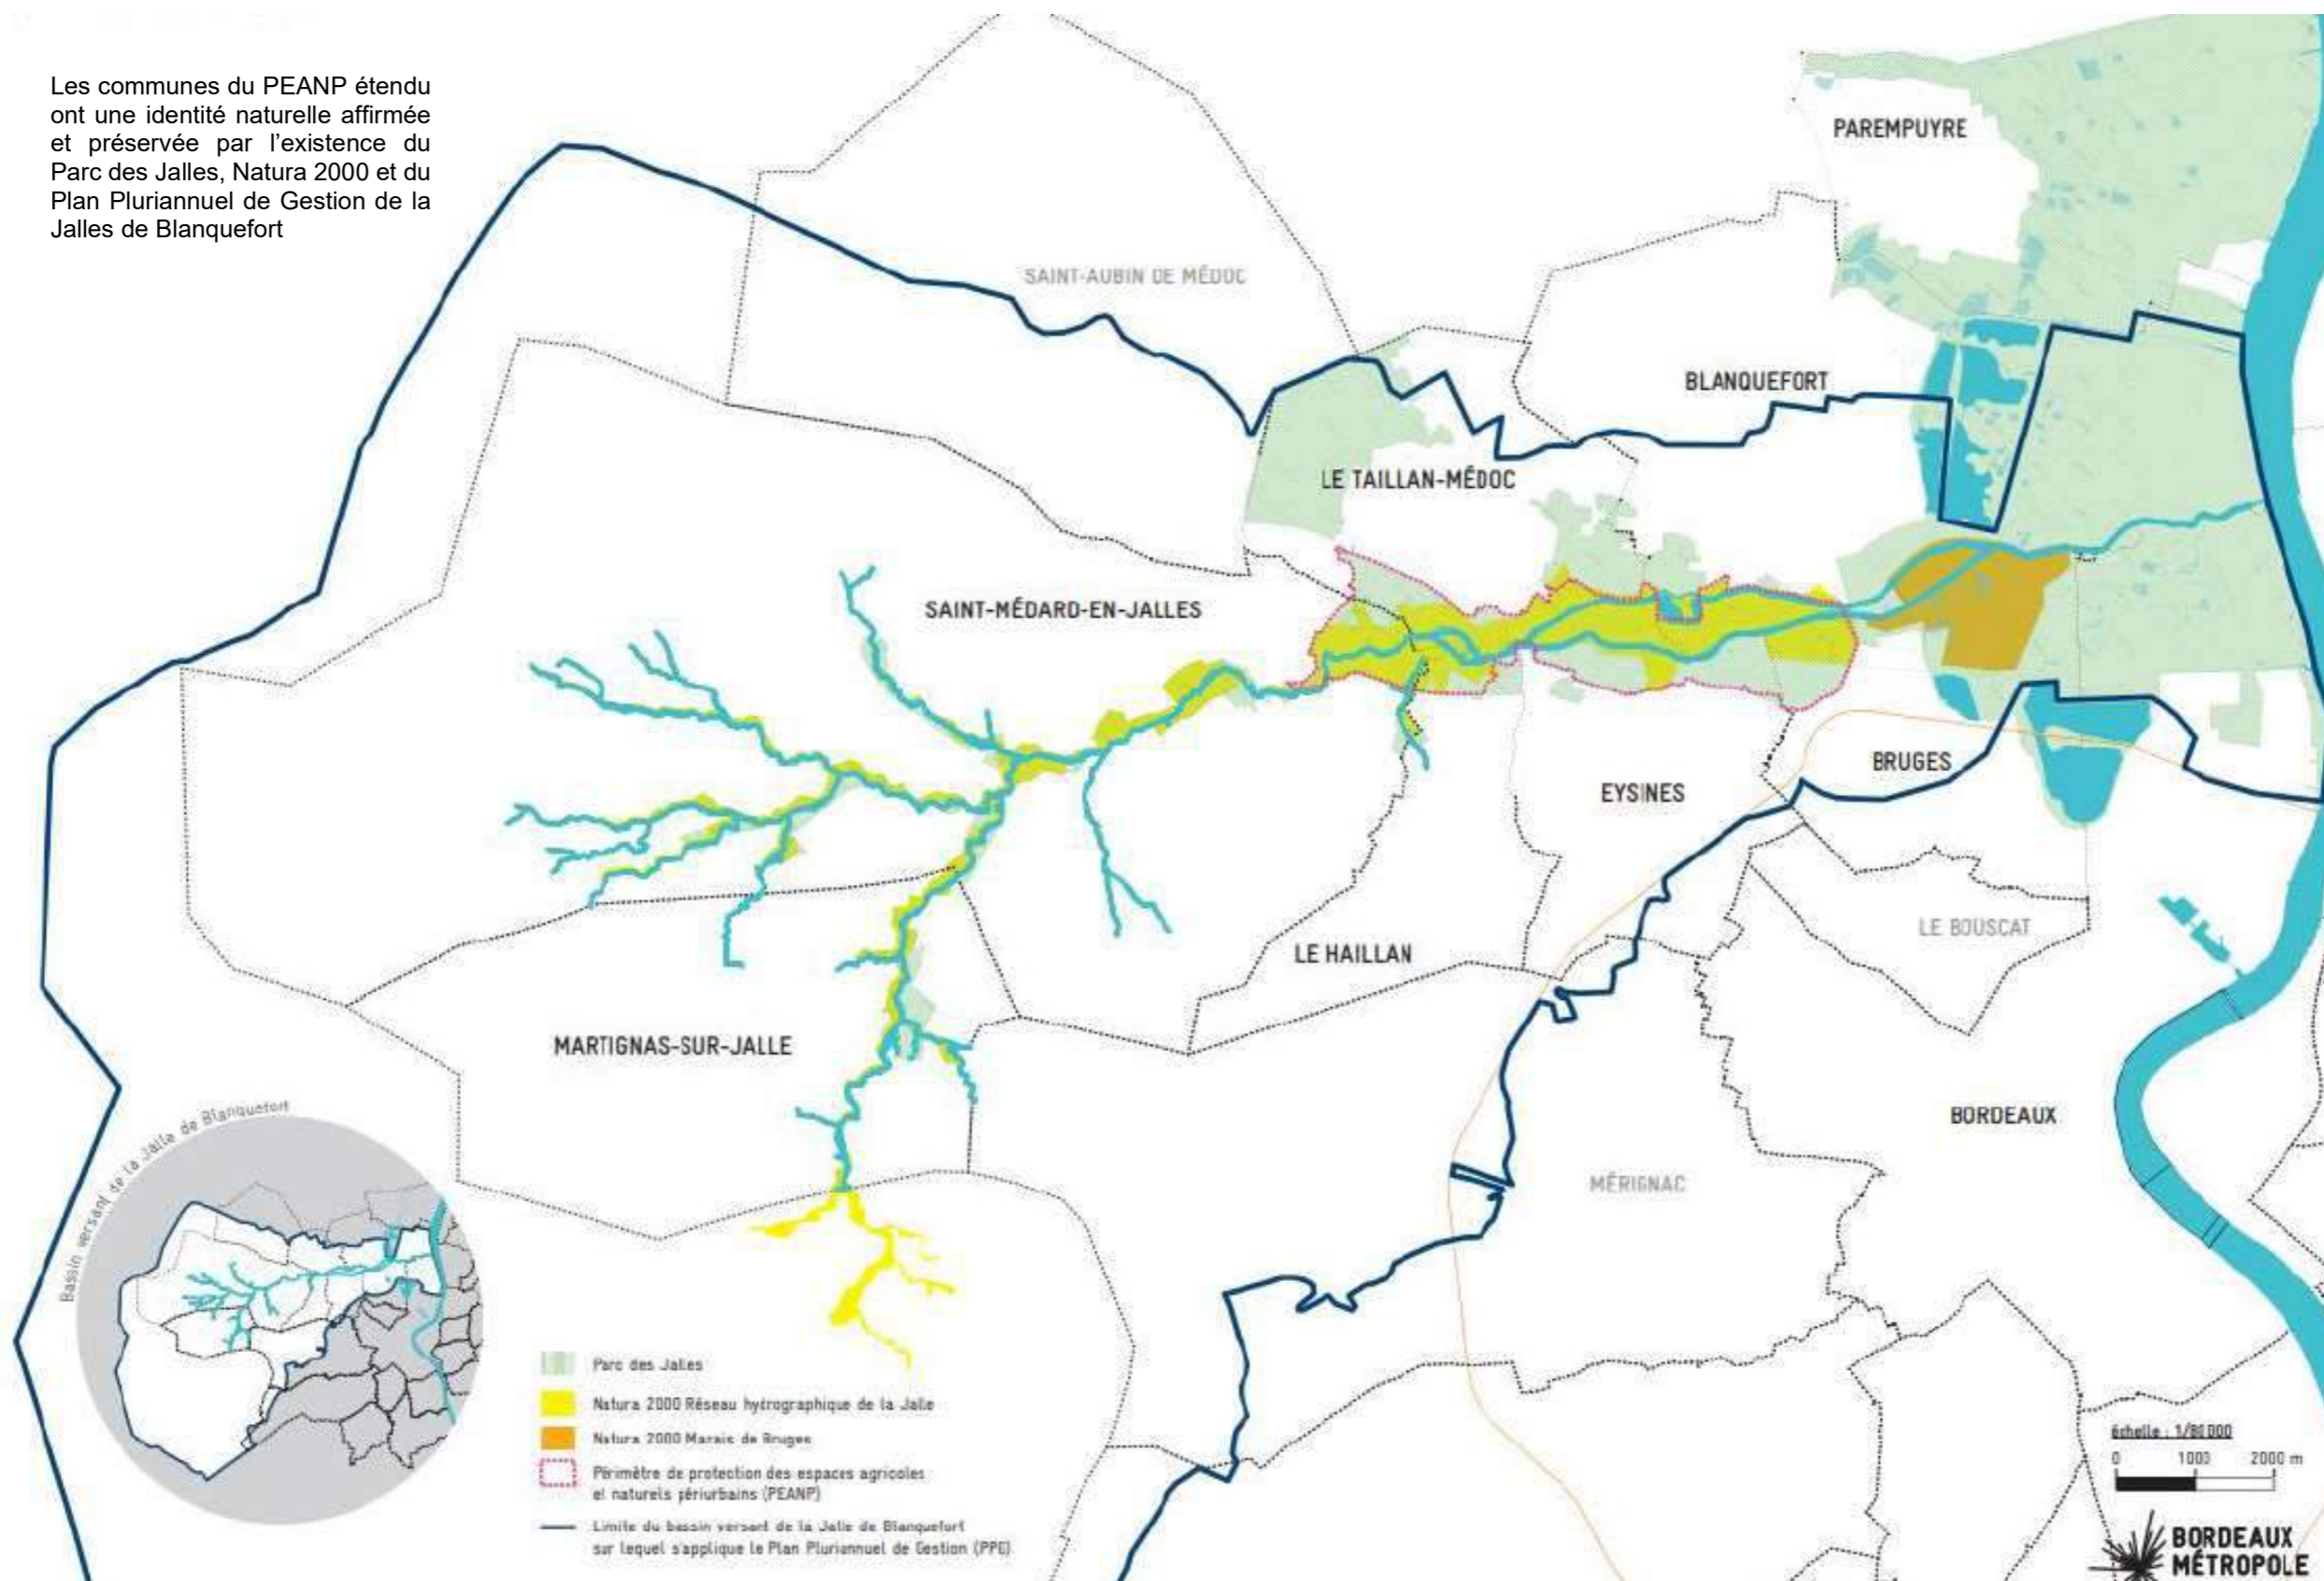 Les communes du PEANP étendu
ont une identité naturelle affirmée
et préservée par l'existence du
Parc des Jalles, Natura 2000 et du
Plan Pluriannuel de Gestion de la
Jalles de Blanquefort
PAREMPUYRE
SAINT-AUBIN DE MÉDOC
BLANQUEFORT
LE TAILLAN-MÉDOC
SAINT-MÉDARD-EN-JALLES
BRUGES
EYSINES
LE BOUSCAT
LE HAILLAN
MARTIGNAS-SUR-JALLE
BORDEAUX
MÉRIGNAC
Bassin versant de la Jalle de Blanquefort
Parc des Jalles
Natura 2000 Réseau hydrographique de la Jalle
Natura 2000 Marais de Bruges
Périmètre de protection des espaces agricoles
et naturels périurbains (PEANP)
Limite du bassin versant de la Jalle de Blanquefort
sur lequel s'applique le Plan Pluriannuel de Gestion (PPG)
échelle : 1/80 000
0 1000 2000 m
BORDEAUX
MÉTROPOLE